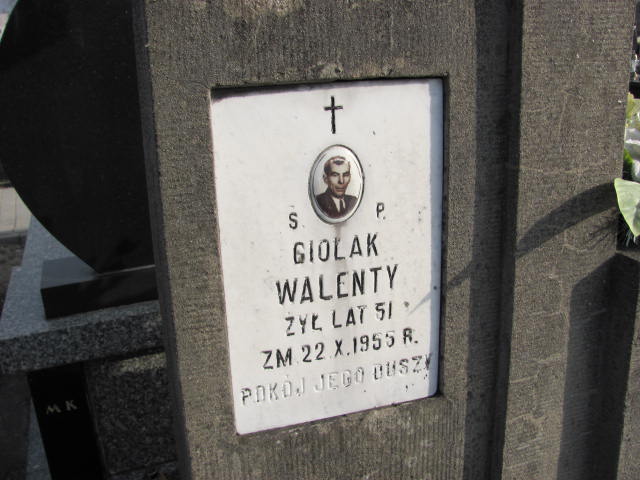 S. P.
GIOLAK
WALENTY
ŻYŁ LAT 51
ZM. 22.X.1955 R.
POKÓJ JEGO DUSZY
MK